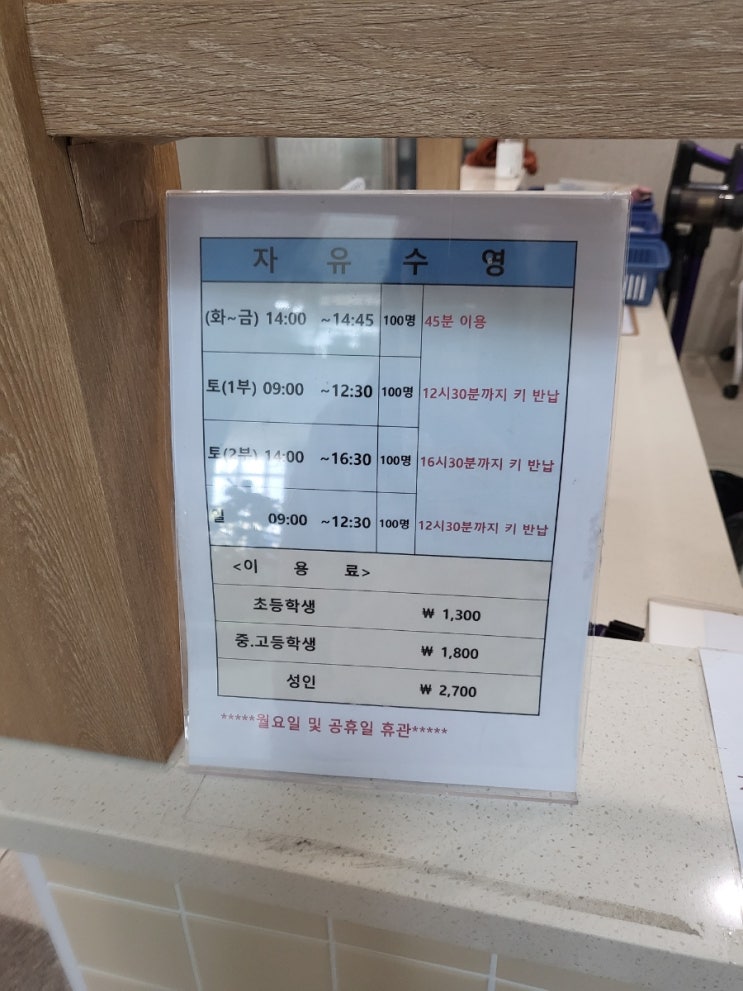 자 유 수 영
(화~금) 14:00 ~14:45 100명 45분 이용
토(1부) 09:00 ~12:30 100명 12시30분까지 키 반납
토(2부) 14:00 ~16:30 100명 16시30분까지 키 반납
일 09:00 ~12:30 100명 12시30분까지 키 반납
<이 용 료>
초등학생 ₩ 1,300
중.고등학생 ₩ 1,800
성인 ₩ 2,700
*****월요일 및 공휴일 휴관*****